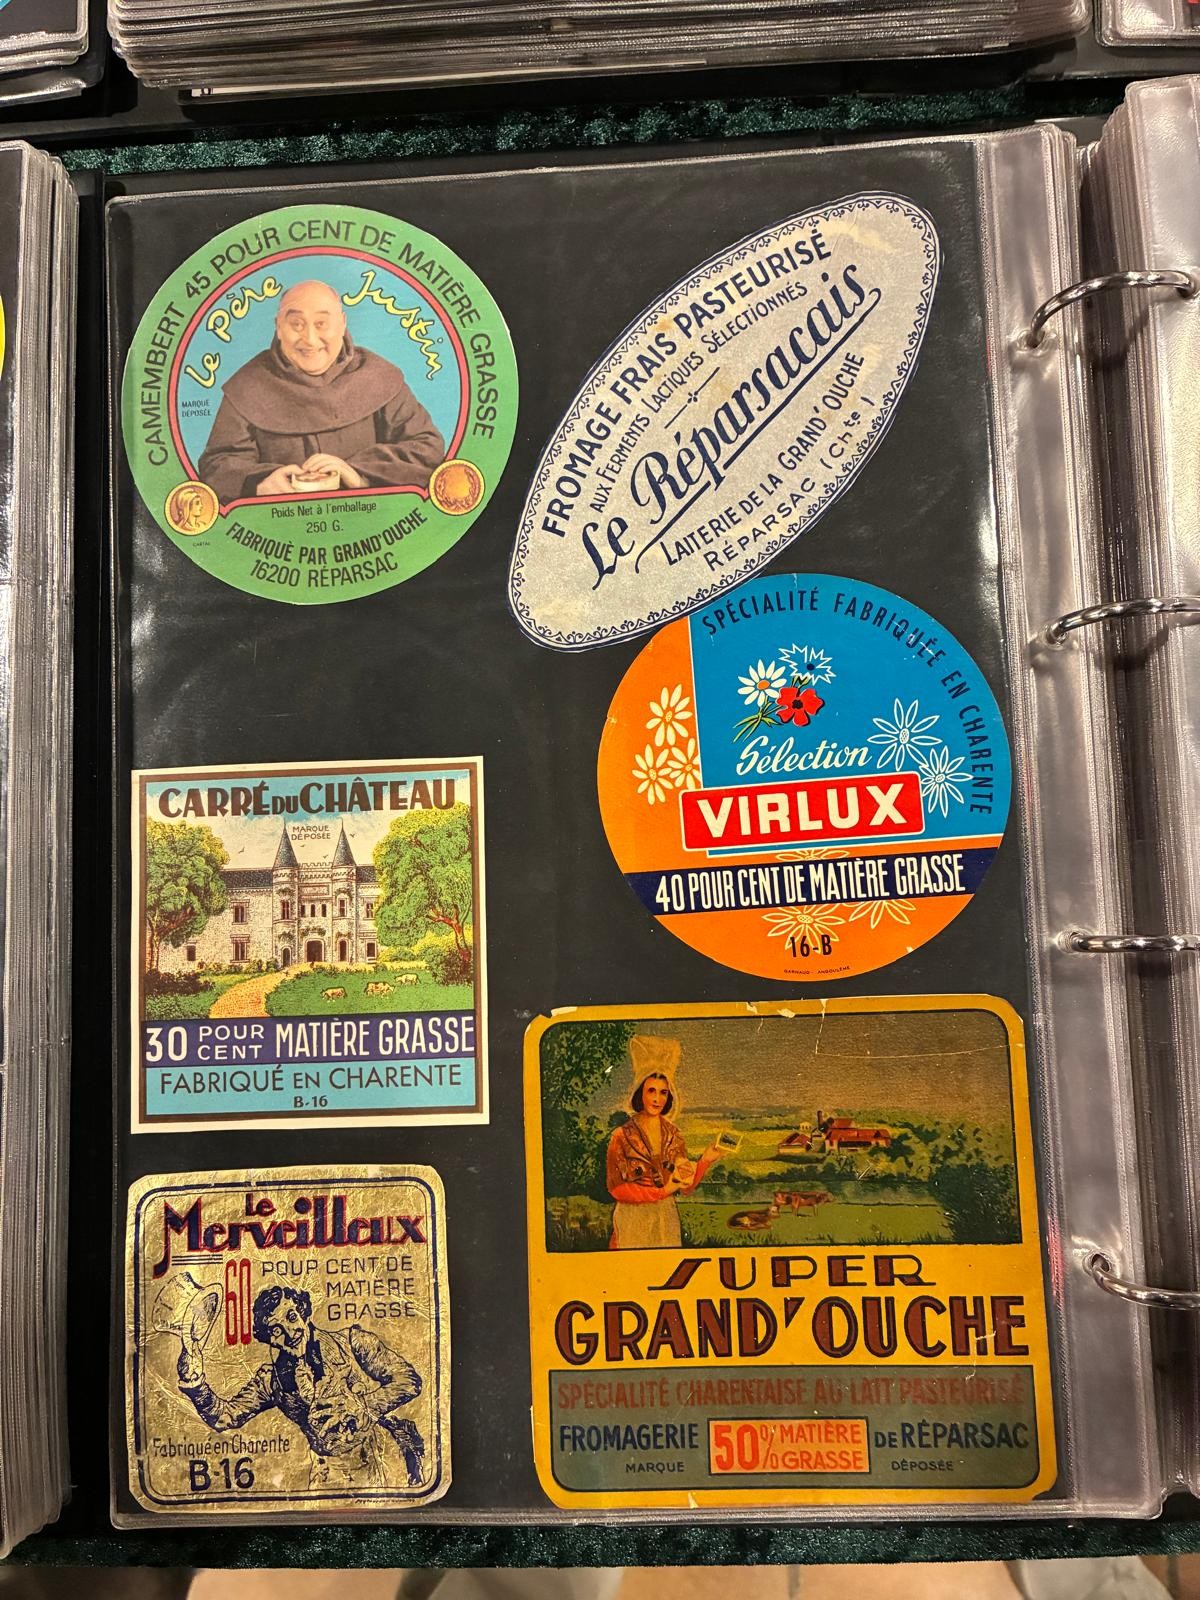 CAMEMBERT 45 POUR CENT DE MATIÈRE GRASSE
Le Père Justin
MARQUE
DÉPOSÉE
Poids Net à l'emballage
250 G.
FABRIQUÈ PAR GRAND'OUCHE
16200 RÉPARSAC
FROMAGE FRAIS PASTEURISÉ
AUX FERMENTS LACTIQUES SÉLECTIONNÉS
Le Réparsacais
LAITERIE DE LA GRAND'OUCHE
RÉPARSAC (Chte)
SPÉCIALITÉ FABRIQUÉE EN CHARENTE
Sélection
VIRLUX
40 POUR CENT DE MATIÈRE GRASSE
16-B
GARNAUD - ANGOULÊME
CARRÉ DU CHÂTEAU
MARQUE
DÉPOSÉE
30 POUR CENT MATIÈRE GRASSE
FABRIQUÉ EN CHARENTE
B-16
Le
Merveilleux
60 POUR CENT DE
MATIÈRE
GRASSE
Fabriqué en Charente
B-16
SUPER
GRAND'OUCHE
SPÉCIALITÉ CHARENTAISE AU LAIT PASTEURISÉ
FROMAGERIE 50% MATIÈRE GRASSE DE RÉPARSAC
MARQUE DÉPOSÉE